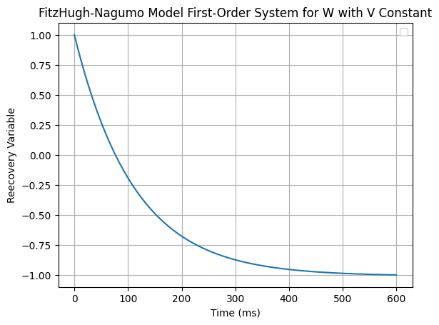 FitzHugh-Nagumo Model First-Order System for W with V Constant
1.00
0.75
0.50
0.25
0.00
−0.25
−0.50
−0.75
−1.00
Reecovery Variable
0 100 200 300 400 500 600
Time (ms)